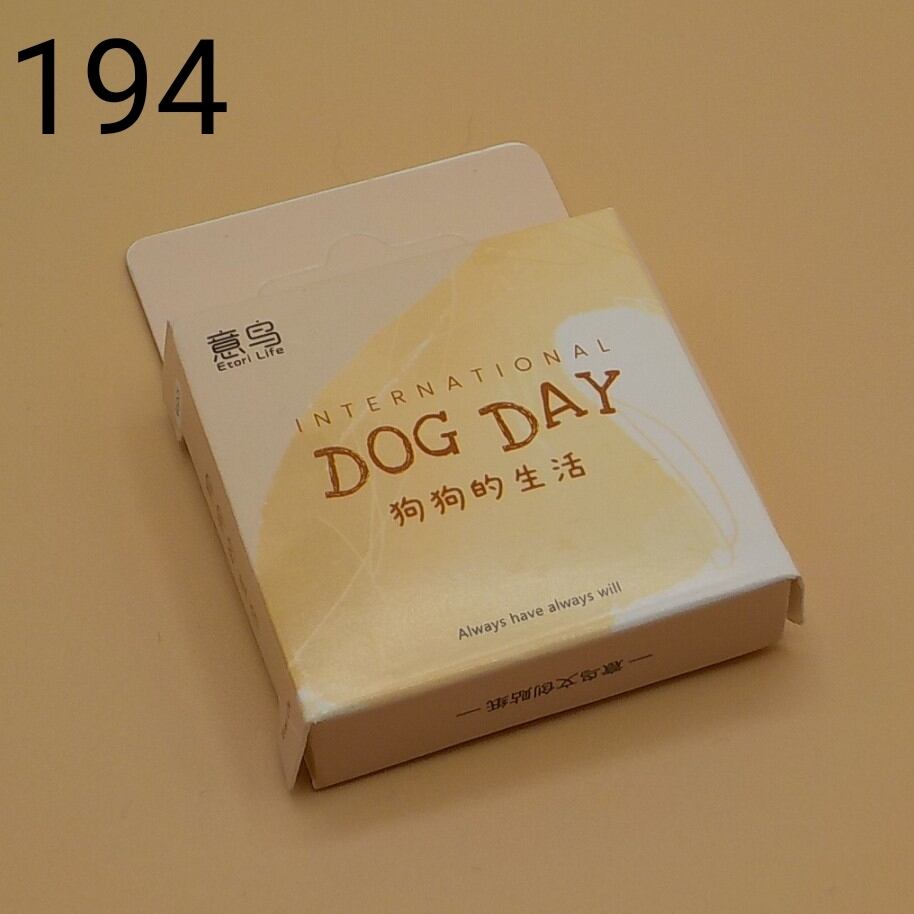 194
意鸟
Etori Life
INTERNATIONAL
DOG DAY
狗狗的生活
Always have always will
— 意鸟文创贴纸 —